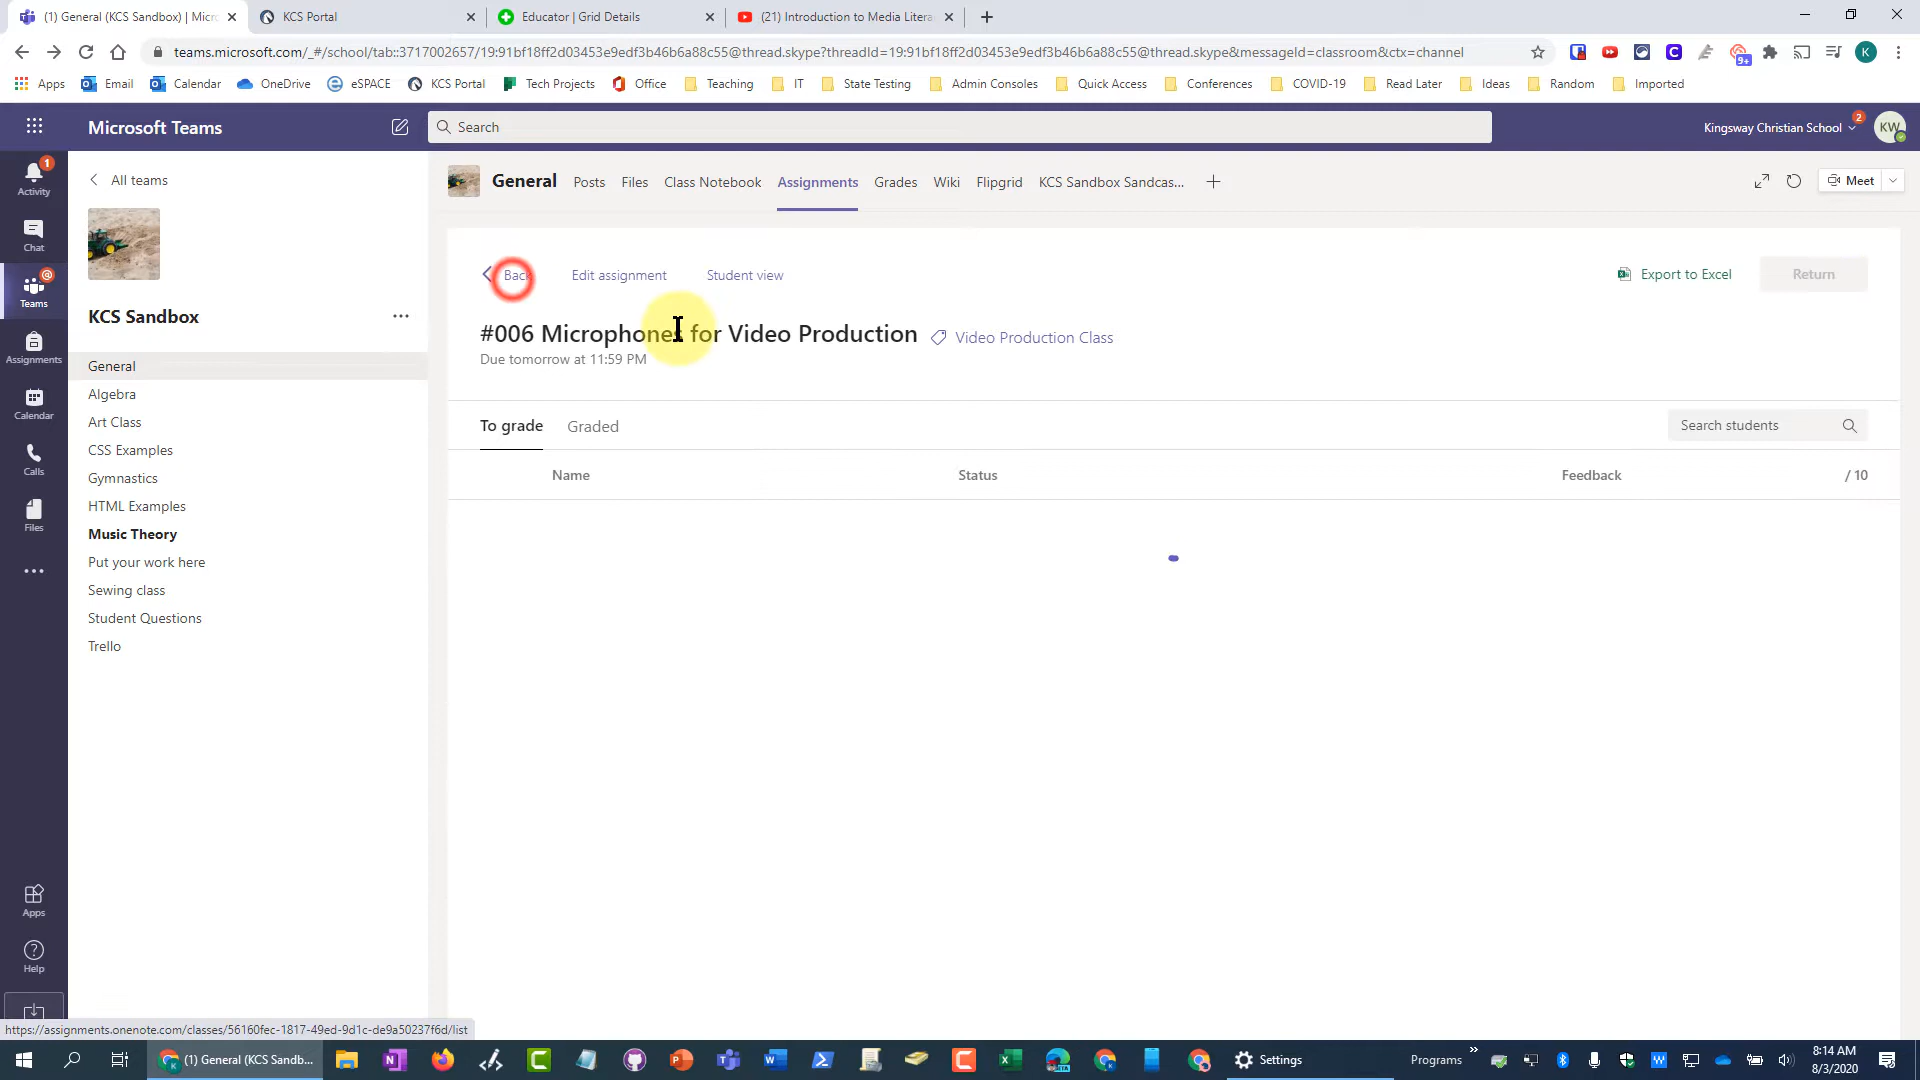 (1) General (KCS Sandbox) | Micr
KCS Portal
Educator | Grid Details
(21) Introduction to Media Litera
teams.microsoft.com/_#/school/tab::3717002657/19:91bf18ff2d03453e9edf3b46b6a88c55@thread.skype?threadId=19:91bf18ff2d03453e9edf3b46b6a88c55@thread.skype&messageId=classroom&ctx=channel
9+
K
Apps
Email
Calendar
OneDrive
eSPACE
KCS Portal
Tech Projects
Office
Teaching
IT
State Testing
Admin Consoles
Quick Access
Conferences
COVID-19
Read Later
Ideas
Random
Imported
Microsoft Teams
Search
Kingsway Christian School
2
KW
1
Activity
Chat
@
Teams
Assignments
Calendar
Calls
Files
Apps
Help
All teams
KCS Sandbox
General
Algebra
Art Class
CSS Examples
Gymnastics
HTML Examples
Music Theory
Put your work here
Sewing class
Student Questions
Trello
General
Posts
Files
Class Notebook
Assignments
Grades
Wiki
Flipgrid
KCS Sandbox Sandcas...
Meet
Back
Edit assignment
Student view
Export to Excel
Return
#006 Microphones for Video Production
Video Production Class
Due tomorrow at 11:59 PM
To grade
Graded
Search students
Name
Status
Feedback
/ 10
https://assignments.onenote.com/classes/56160fec-1817-49ed-9d1c-de9a50237f6d/list
(1) General (KCS Sandb...
Settings
Programs
8:14 AM
8/3/2020